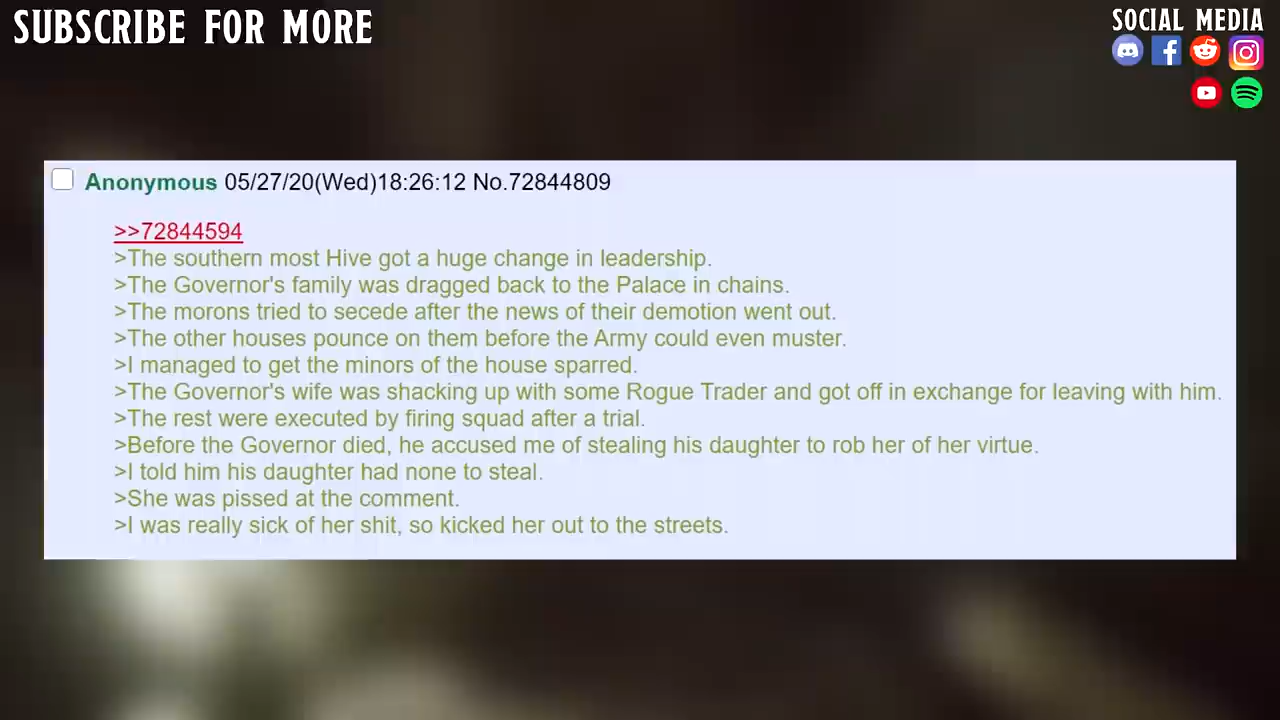 SUBSCRIBE FOR MORE
SOCIAL MEDIA
Anonymous 05/27/20(Wed)18:26:12 No.72844809
>>72844594
>The southern most Hive got a huge change in leadership.
>The Governor's family was dragged back to the Palace in chains.
>The morons tried to secede after the news of their demotion went out.
>The other houses pounce on them before the Army could even muster.
>I managed to get the minors of the house sparred.
>The Governor's wife was shacking up with some Rogue Trader and got off in exchange for leaving with him.
>The rest were executed by firing squad after a trial.
>Before the Governor died, he accused me of stealing his daughter to rob her of her virtue.
>I told him his daughter had none to steal.
>She was pissed at the comment.
>I was really sick of her shit, so kicked her out to the streets.